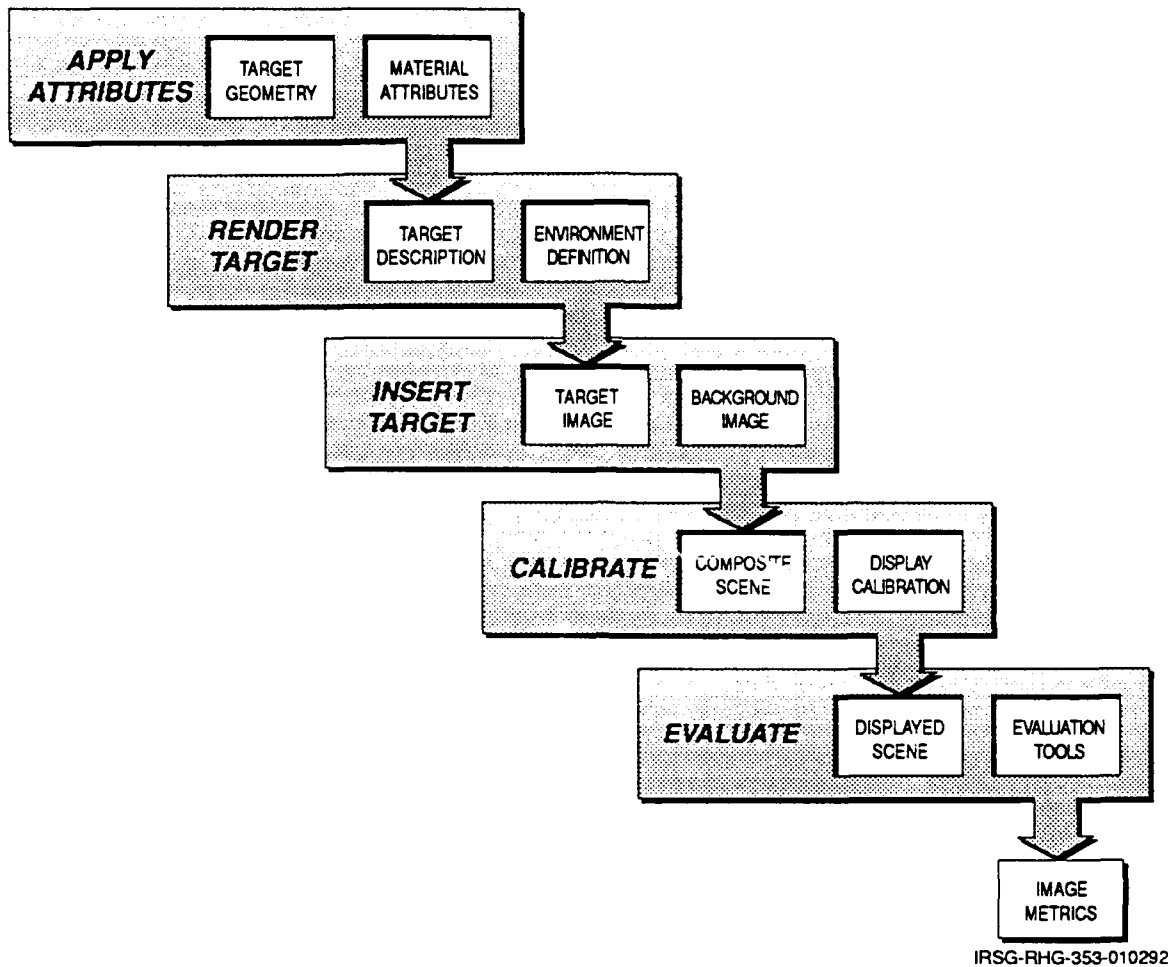 APPLY
ATTRIBUTES
TARGET
GEOMETRY
MATERIAL
ATTRIBUTES
RENDER
TARGET
TARGET
DESCRIPTION
ENVIRONMENT
DEFINITION
INSERT
TARGET
TARGET
IMAGE
BACKGROUND
IMAGE
CALIBRATE
COMPOSITE
SCENE
DISPLAY
CALIBRATION
EVALUATE
DISPLAYED
SCENE
EVALUATION
TOOLS
IMAGE
METRICS
IRSG-RHG-353-010292